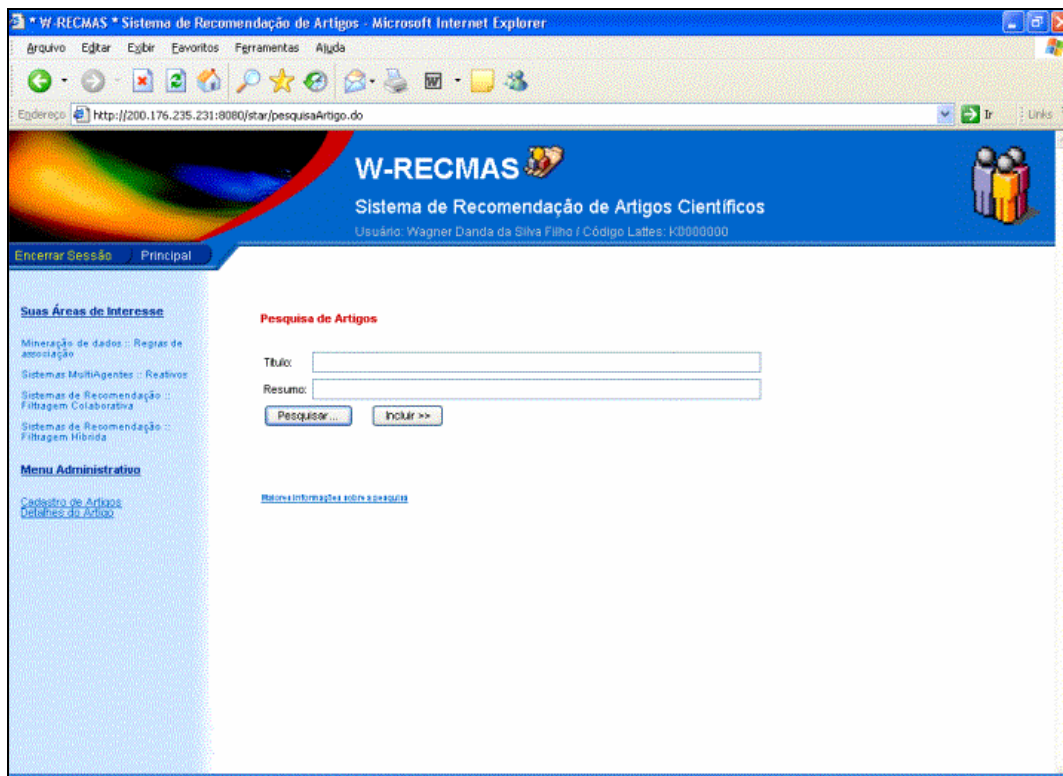 * W-RECMAS * Sistema de Recomendação de Artigos - Microsoft Internet Explorer
Arquivo Editar Exibir Favoritos Ferramentas Ajuda
Endereço http://200.176.235.231:8080/star/pesquisaArtigo.do Ir Links
W-RECMAS
Sistema de Recomendação de Artigos Científicos
Usuário: Wagner Danda da Silva Filho / Código Lattes: K0000000
Encerrar Sessão Principal
Suas Áreas de Interesse
Mineração de dados :: Regras de
associação
Sistemas MultiAgentes :: Reativos
Sistemas de Recomendação ::
Filtragem Colaborativa
Sistemas de Recomendação ::
Filtragem Híbrida
Menu Administrativo
Cadastro de Artigos
Detalhes do Artigo
Pesquisa de Artigos
Título:
Resumo:
Pesquisar... Incluir >>
Maiores informações sobre a pesquisa